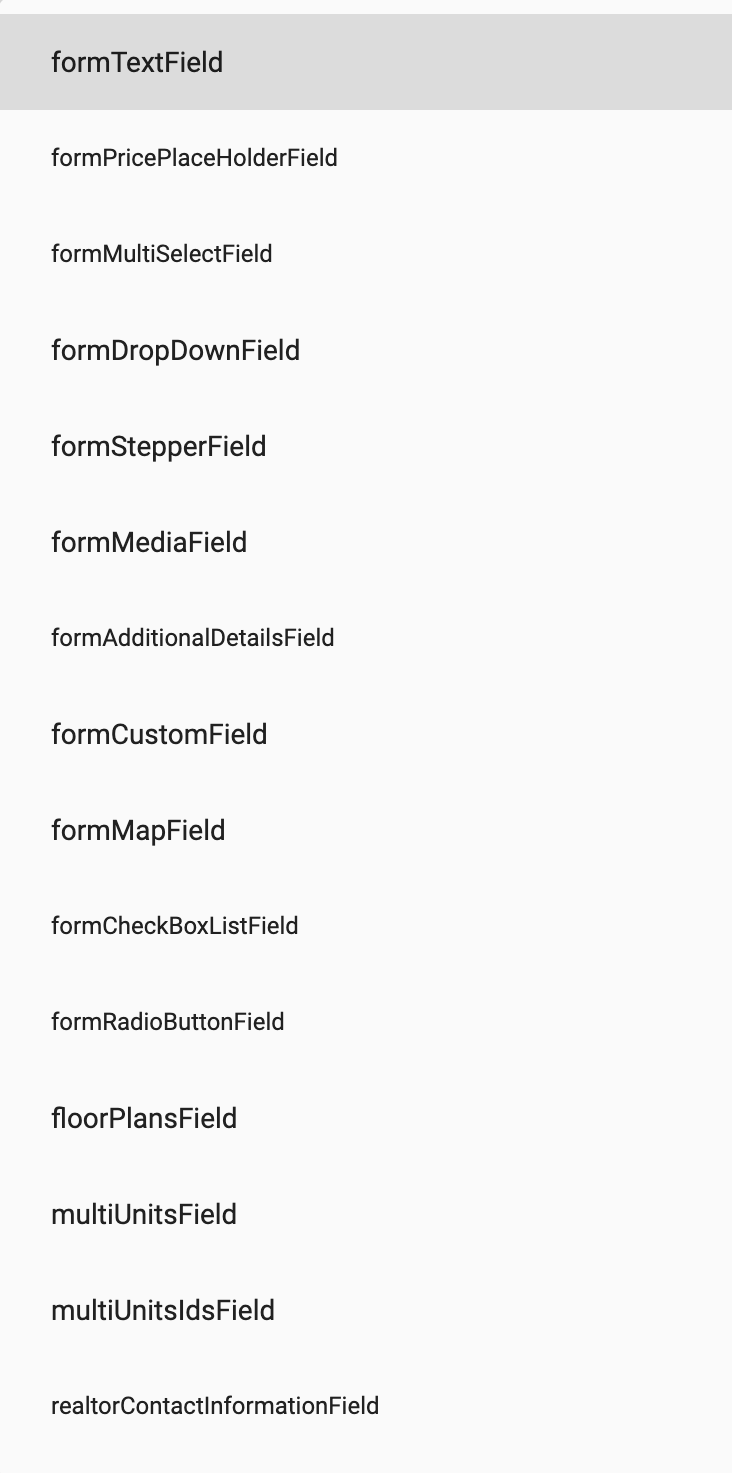 formTextField
formPricePlaceHolderField
formMultiSelectField
formDropDownField
formStepperField
formMediaField
formAdditionalDetailsField
formCustomField
formMapField
formCheckBoxListField
formRadioButtonField
floorPlansField
multiUnitsField
multiUnitsIdsField
realtorContactInformationField